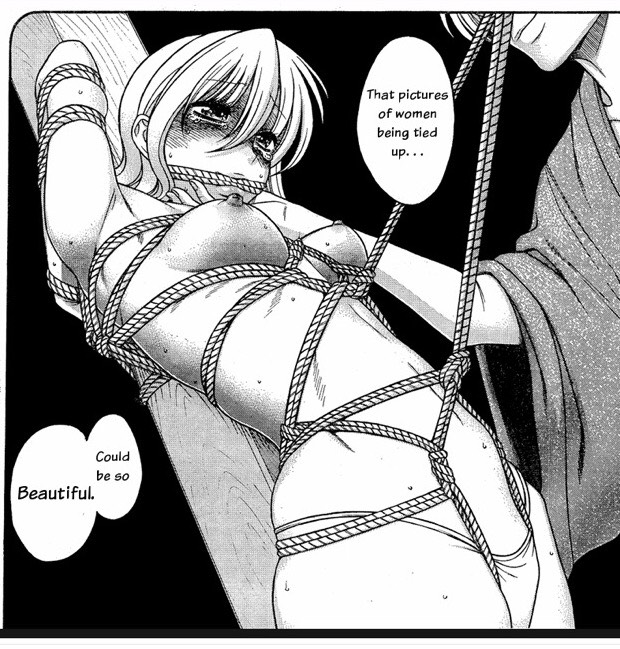 That pictures
of women
being tied
up...
Could
be so
Beautiful.